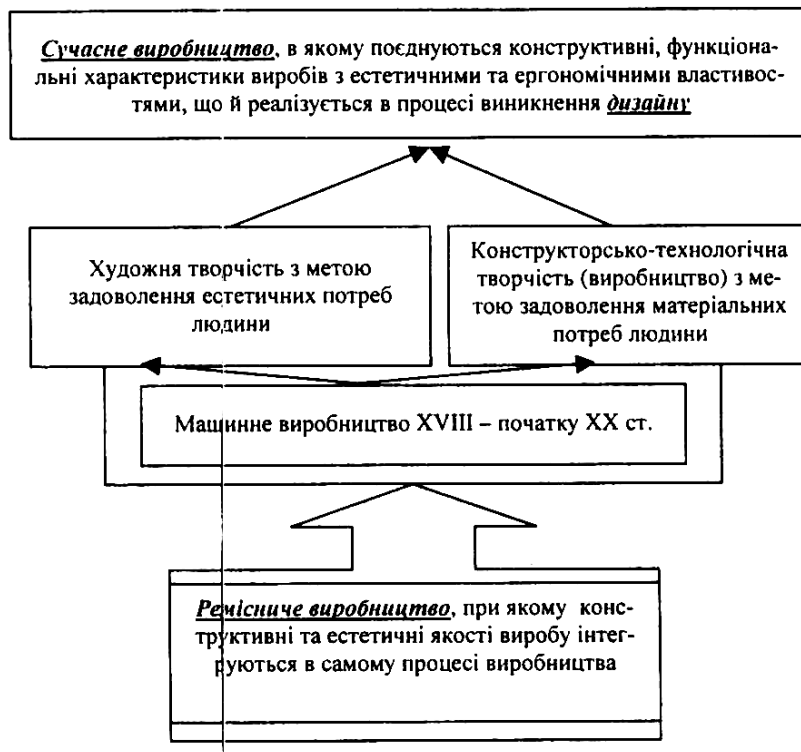 Сучасне виробництво, в якому поєднуються конструктивні, функціона-
льні характеристики виробів з естетичними та ергономічними властивос-
тями, що й реалізується в процесі виникнення дизайну
Художня творчість з метою
задоволення естетичних потреб
людини
Конструкторсько-технологічна
творчість (виробництво) з ме-
тою задоволення матеріальних
потреб людини
Машинне виробництво XVIII – початку XX ст.
Ремісниче виробництво, при якому конс-
труктивні та естетичні якості виробу інтег-
руються в самому процесі виробництва